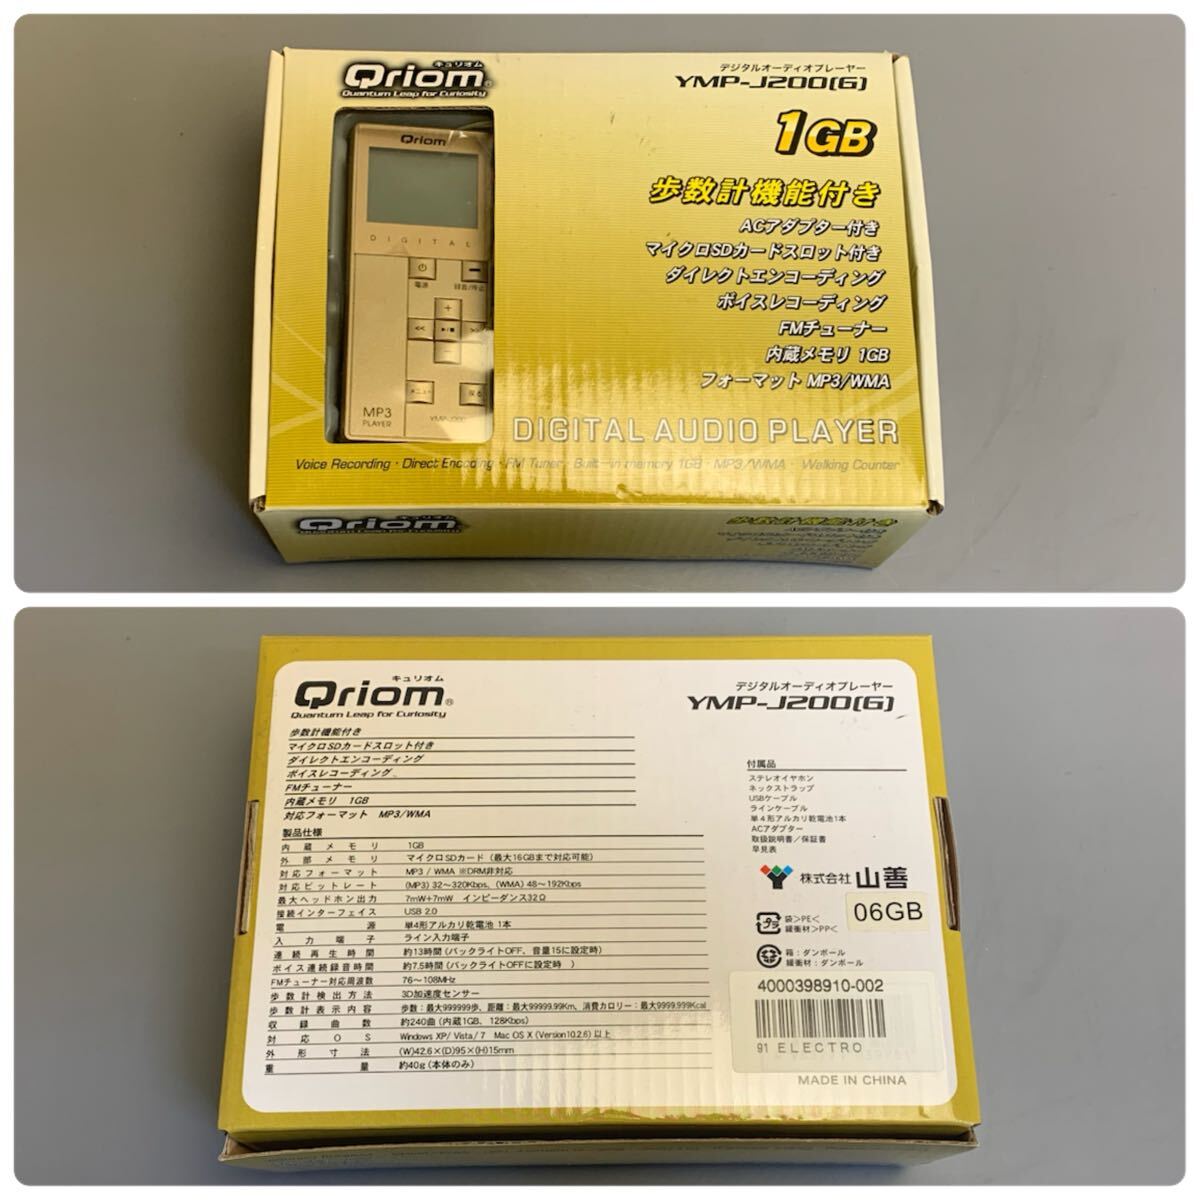 キュリオム
Qriom®
Quantum Leap for Curiosity
デジタルオーディオプレーヤー
YMP-J200(G)
1GB
歩数計機能付き
ACアダプター付き
マイクロSDカードスロット付き
ダイレクトエンコーディング
ボイスレコーディング
FMチューナー
内蔵メモリ 1GB
フォーマット MP3/WMA
DIGITAL AUDIO PLAYER
Qriom
DIGITAL
電源
録音/停止
+
<<
>>
−
メニュー
戻る
MP3
PLAYER
YMP-J200
Voice Recording・Direct Encoding・FM Tuner・Built-in memory 1GB・MP3/WMA・Walking Counter
Qriom
Quantum Leap for Curiosity
歩数計機能付き
キュリオム
Qriom®
Quantum Leap for Curiosity
デジタルオーディオプレーヤー
YMP-J200(G)
歩数計機能付き
マイクロSDカードスロット付き
ダイレクトエンコーディング
ボイスレコーディング
FMチューナー
内蔵メモリ 1GB
対応フォーマット MP3/WMA
製品仕様
内蔵メモリ 1GB
外部メモリ マイクロSDカード(最大16GBまで対応可能)
対応フォーマット MP3 / WMA ※DRM非対応
対応ビットレート (MP3) 32〜320Kbps、(WMA) 48〜192Kbps
最大ヘッドホン出力 7mW+7mW インピーダンス32Ω
接続インターフェイス USB 2.0
電源 単4形アルカリ乾電池 1本
入力端子 ライン入力端子
連続再生時間 約13時間(バックライトOFF、音量15に設定時)
ボイス連続録音時間 約7.5時間(バックライトOFFに設定時 )
FMチューナー対応周波数 76〜108MHz
歩数計検出方法 3D加速度センサー
歩数計表示内容 歩数:最大999999歩、距離:最大99999.99Km、消費カロリー:最大9999.999Kcal
収録曲数 約240曲(内蔵1GB、128Kbps)
対応OS Windows XP/ Vista/ 7 Mac OS X (Version10.2.6) 以上
外形寸法 (W)42.6×(D)95×(H)15mm
重量 約40g(本体のみ)
付属品
ステレオイヤホン
ネックストラップ
USBケーブル
ラインケーブル
単4形アルカリ乾電池1本
ACアダプター
取扱説明書/保証書
早見表
株式会社 山善
06GB
プラ
袋>PE<
緩衝材>PP<
箱:ダンボール
緩衝材:ダンボール
4000398910-002
91 ELECTRO
MADE IN CHINA